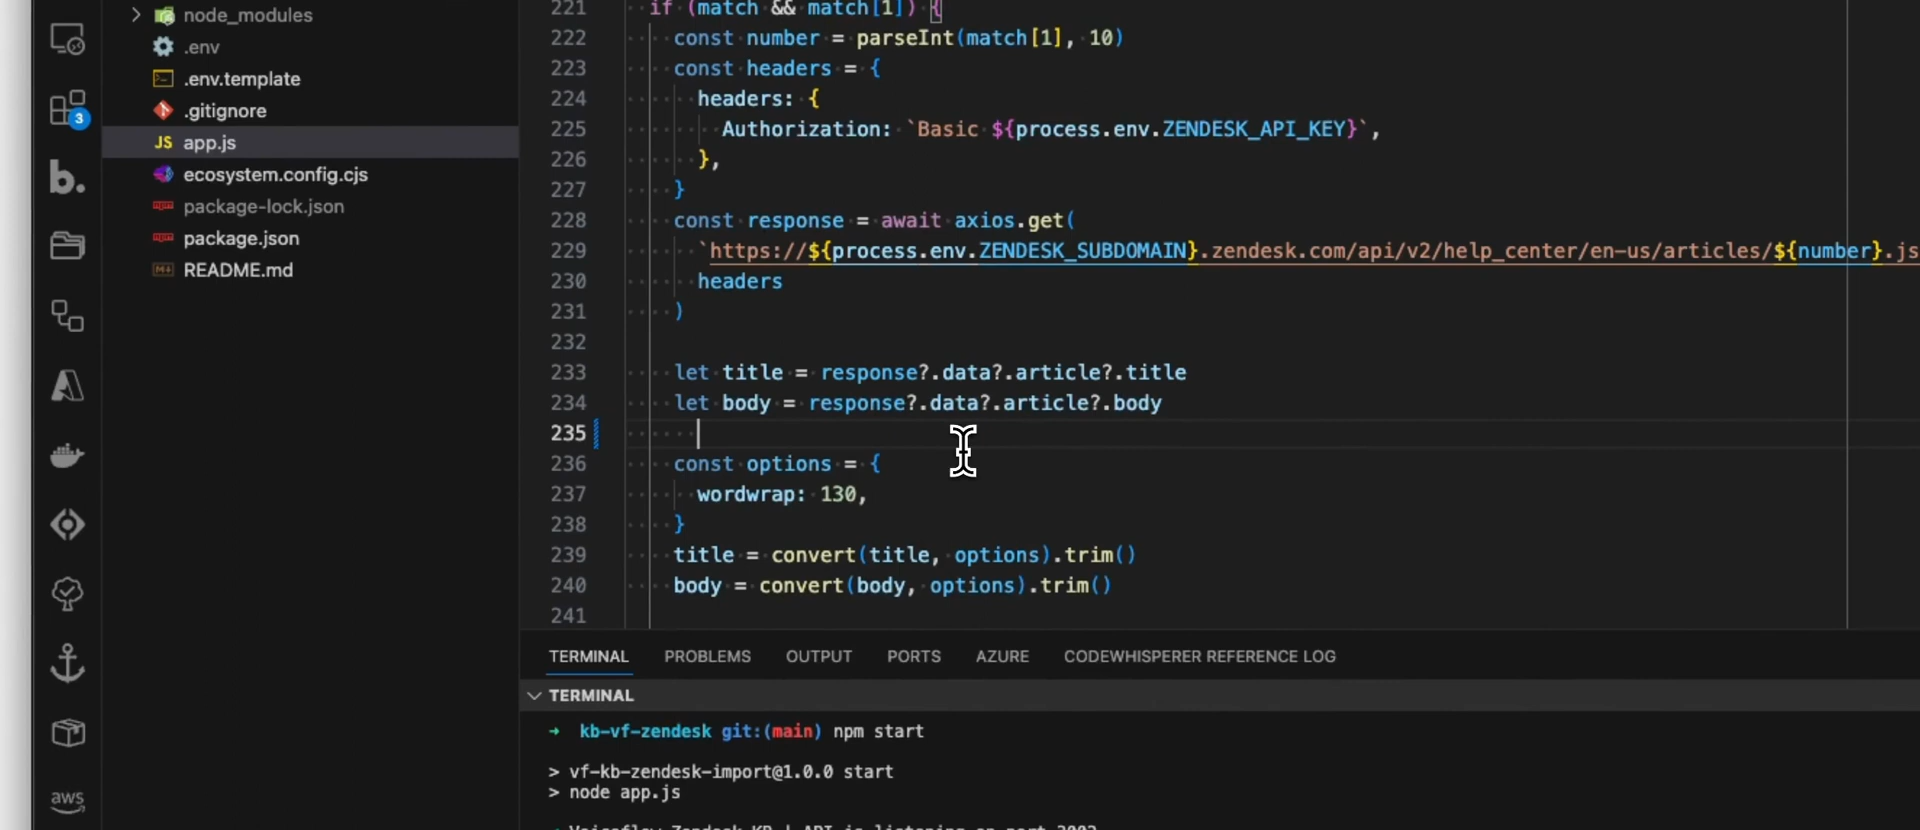 node_modules
.env
.env.template
.gitignore
JS app.js
ecosystem.config.cjs
package-lock.json
package.json
README.md
3
b.
aws
221 if (match && match[1]) {
222 const number = parseInt(match[1], 10)
223 const headers = {
224 headers: {
225 Authorization: `Basic ${process.env.ZENDESK_API_KEY}`,
226 },
227 }
228 const response = await axios.get(
229 `https://${process.env.ZENDESK_SUBDOMAIN}.zendesk.com/api/v2/help_center/en-us/articles/${number}.js
230 headers
231 )
232
233 let title = response?.data?.article?.title
234 let body = response?.data?.article?.body
235
236 const options = {
237 wordwrap: 130,
238 }
239 title = convert(title, options).trim()
240 body = convert(body, options).trim()
241
TERMINAL PROBLEMS OUTPUT PORTS AZURE CODEWHISPERER REFERENCE LOG
TERMINAL
→ kb-vf-zendesk git:(main) npm start
> vf-kb-zendesk-import@1.0.0 start
> node app.js